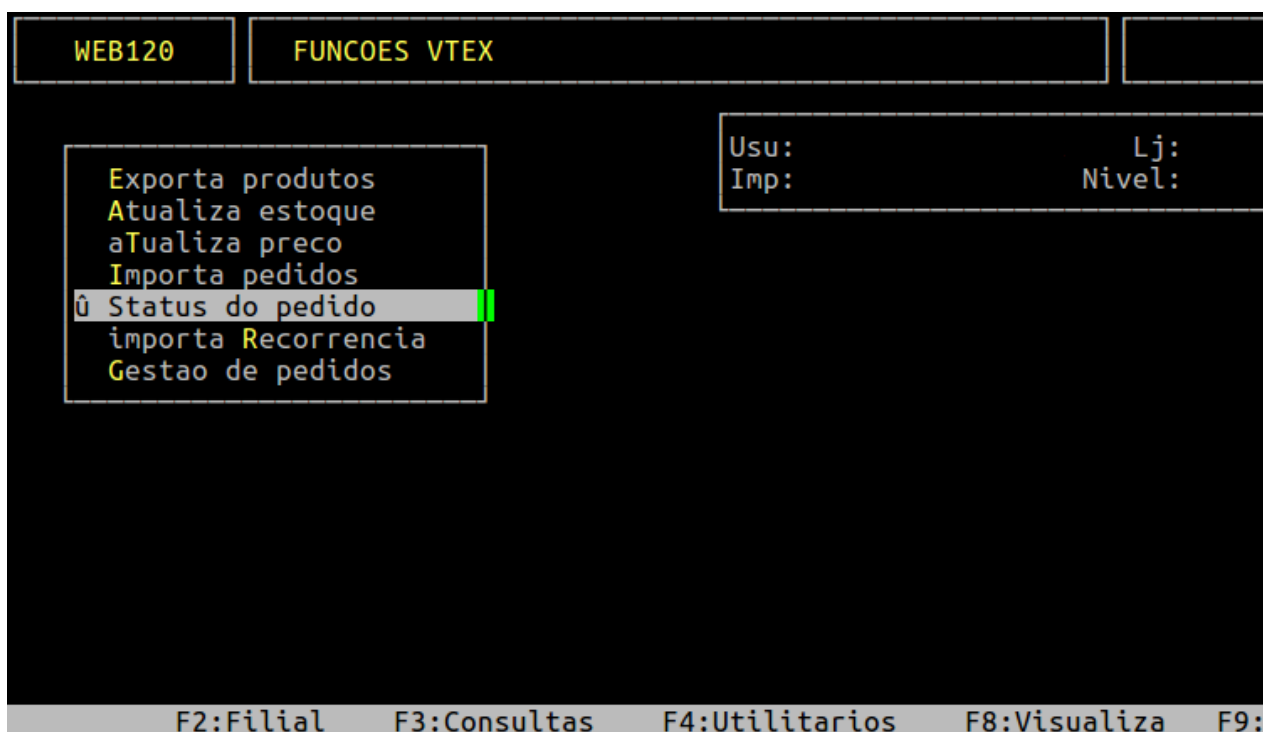 WEB120 FUNCOES VTEX
Usu: Lj:
Imp: Nivel:
Exporta produtos
Atualiza estoque
aTualiza preco
Importa pedidos
û Status do pedido
importa Recorrencia
Gestao de pedidos
F2:Filial F3:Consultas F4:Utilitarios F8:Visualiza F9: